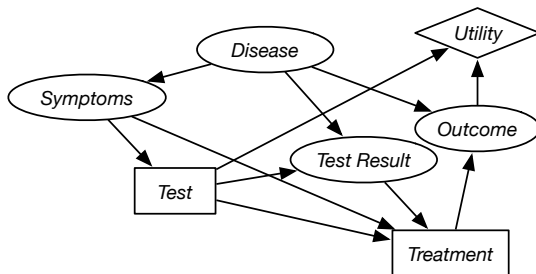 Utility
Disease
Symptoms
Outcome
Test Result
Test
Treatment